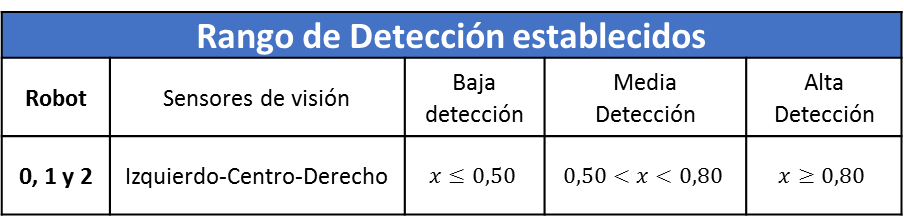 Rango de Detección establecidos
Robot
Sensores de visión
Baja
detección
Media
Detección
Alta
Detección
0, 1 y 2
Izquierdo-Centro-Derecho
x ≤ 0,50
0,50 < x < 0,80
x ≥ 0,80